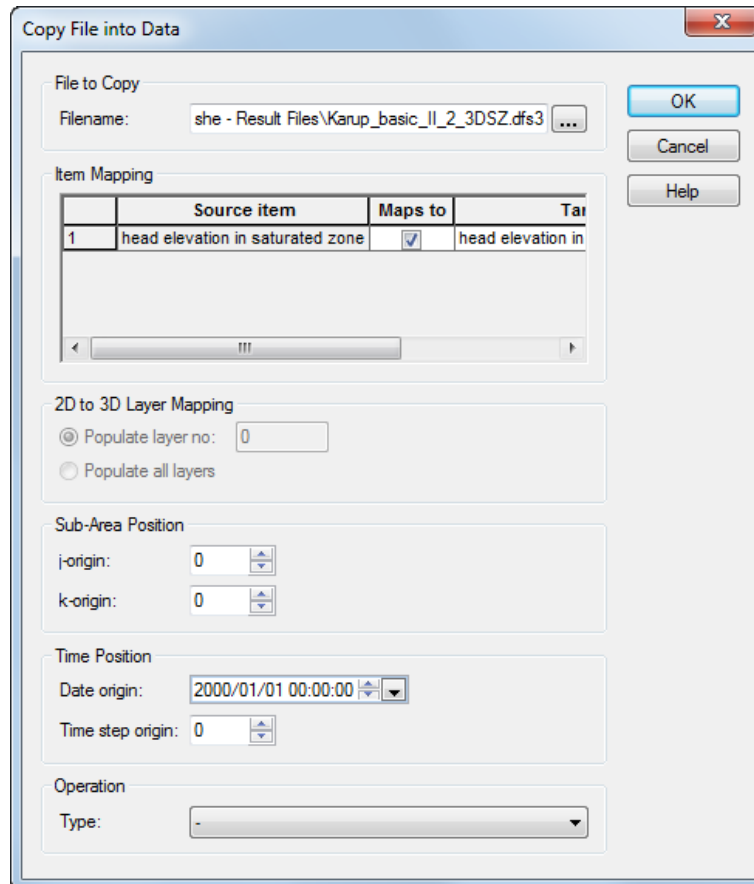 Copy File into Data
File to Copy
Filename: she - Result Files\Karup_basic_II_2_3DSZ.dfs3 ...
OK
Cancel
Help
Item Mapping
Source item Maps to Tar
1 head elevation in saturated zone head elevation in
2D to 3D Layer Mapping
Populate layer no: 0
Populate all layers
Sub-Area Position
j-origin: 0
k-origin: 0
Time Position
Date origin: 2000/01/01 00:00:00
Time step origin: 0
Operation
Type: -